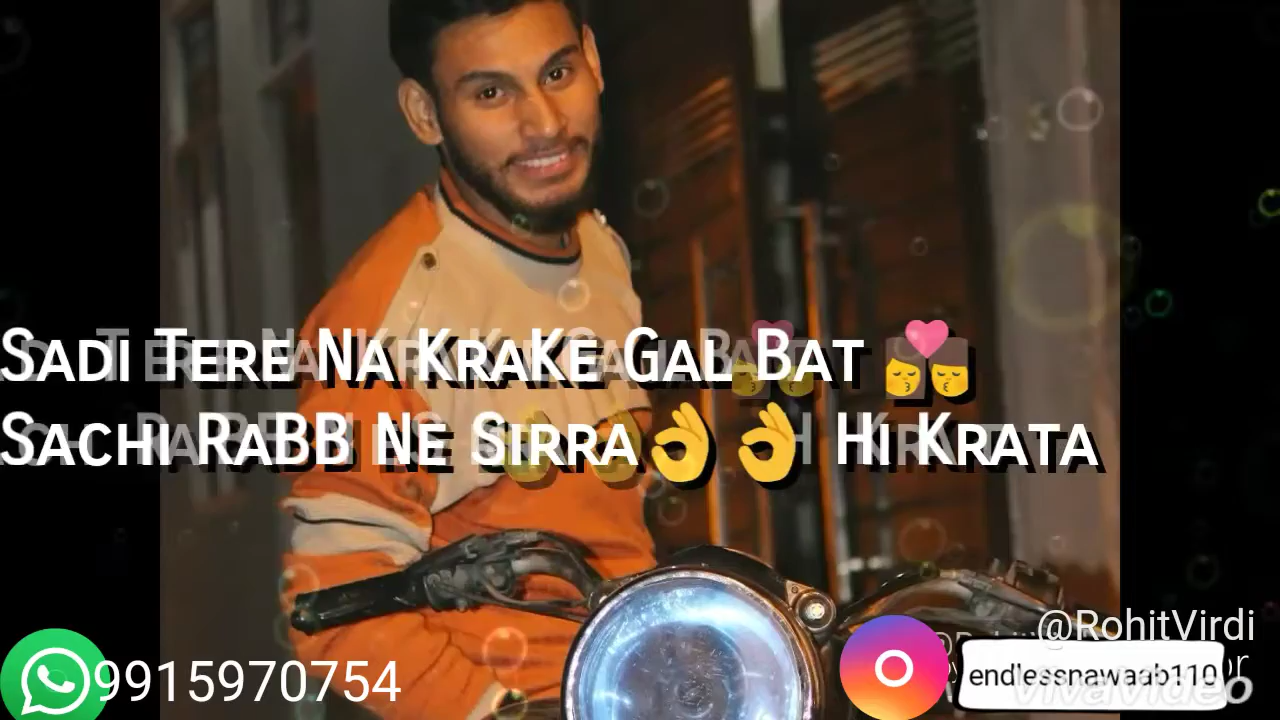 Sadi Tere Na KraKe Gal Bat 💏
Sachi RaBB Ne Sirra👌👌 Hi Krata
@RohitVirdi
9915970754
endlessnawaab110
VivaVideo